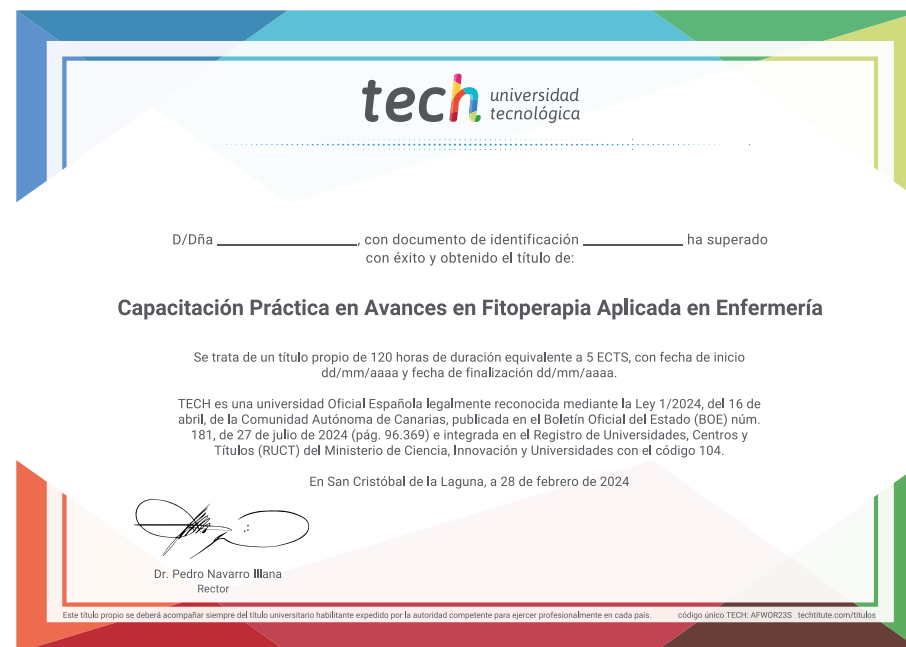 tech universidad
tecnológica
D/Dña ____________, con documento de identificación ____________ ha superado
con éxito y obtenido el título de:
Capacitación Práctica en Avances en Fitoperapia Aplicada en Enfermería
Se trata de un título propio de 120 horas de duración equivalente a 5 ECTS, con fecha de inicio
dd/mm/aaaa y fecha de finalización dd/mm/aaaa.
TECH es una universidad Oficial Española legalmente reconocida mediante la Ley 1/2024, del 16 de
abril, de la Comunidad Autónoma de Canarias, publicada en el Boletín Oficial del Estado (BOE) núm.
181, de 27 de julio de 2024 (pág. 96.369) e integrada en el Registro de Universidades, Centros y
Títulos (RUCT) del Ministerio de Ciencia, Innovación y Universidades con el código 104.
En San Cristóbal de la Laguna, a 28 de febrero de 2024
Dr. Pedro Navarro Illana
Rector
Este título propio se deberá acompañar siempre del título universitario habilitante expedido por la autoridad competente para ejercer profesionalmente en cada país. código único TECH: AFWOR23S techtitute.com/titulos